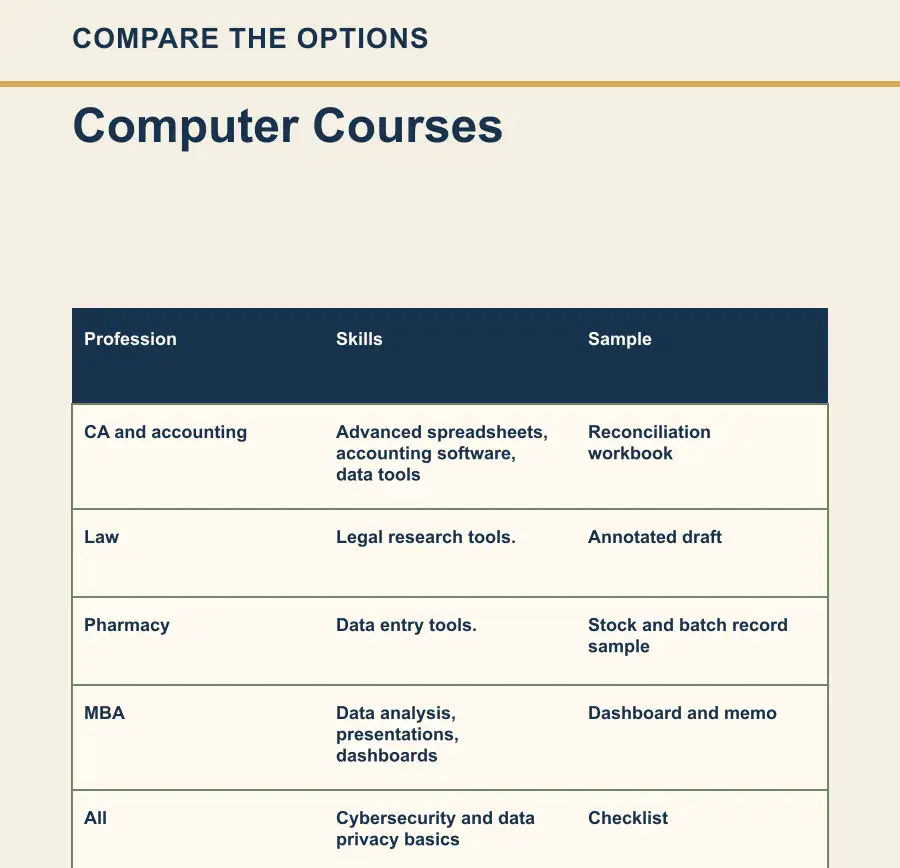 COMPARE THE OPTIONS
Computer Courses
Profession Skills Sample
CA and accounting Advanced spreadsheets, Reconciliation
accounting software, workbook
data tools
Law Legal research tools. Annotated draft
Pharmacy Data entry tools. Stock and batch record
sample
MBA Data analysis, Dashboard and memo
presentations,
dashboards
All Cybersecurity and data Checklist
privacy basics